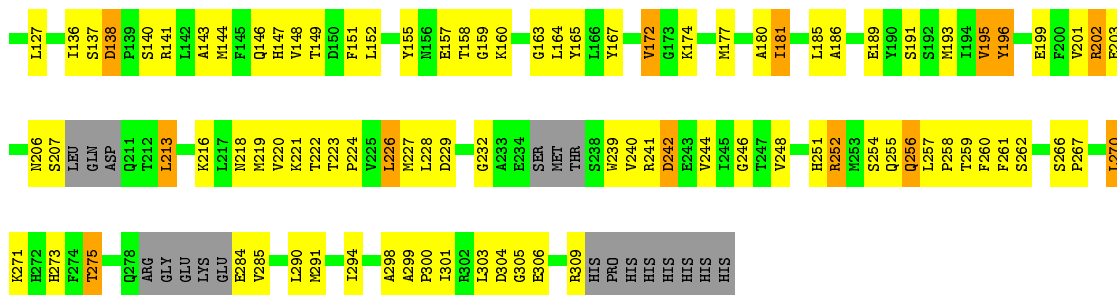 L127 I136 S137 D138 P139 S140 R141 L142 A143 M144 F145 Q146 H147 V148 T149 D150 F151 L152 Y155 N156 E157 T158 G159 K160 G163 L164 Y165 L166 Y167 V172 G173 K174 M177 A180 I181 L185 A186 E189 Y190 S191 S192 M193 I194 V195 Y196 E199 F200 V201 R202 E203
N206 S207 LEU GLN ASP Q211 T212 L213 K216 L217 N218 M219 V220 K221 T222 T223 P224 V225 L226 M227 L228 D229 G232 A233 E234 SER MET THR S238 W239 V240 R241 D242 E243 V244 I245 G246 T247 V248 H251 R252 M253 S254 Q255 Q256 L257 P258 T259 F260 F261 S262 S266 P267 L270
K271 H272 H273 F274 T275 Q278 ARG GLY GLU LYS GLU E284 V285 L290 M291 I294 A298 A299 P300 I301 R302 L303 D304 G305 E306 R309 HIS PRO HIS HIS HIS HIS HIS HIS